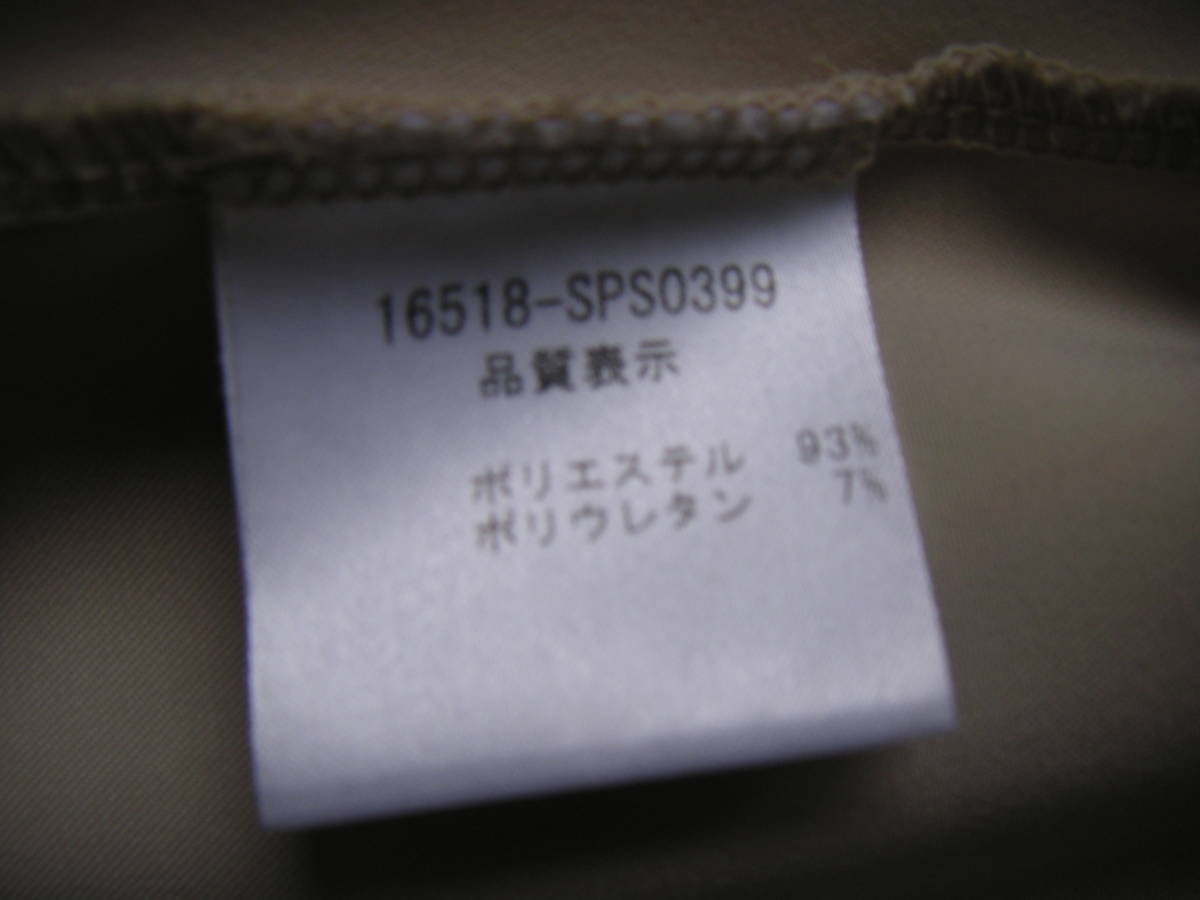 16518-SPS0399
品質表示
ポリエステル 93%
ポリウレタン 7%